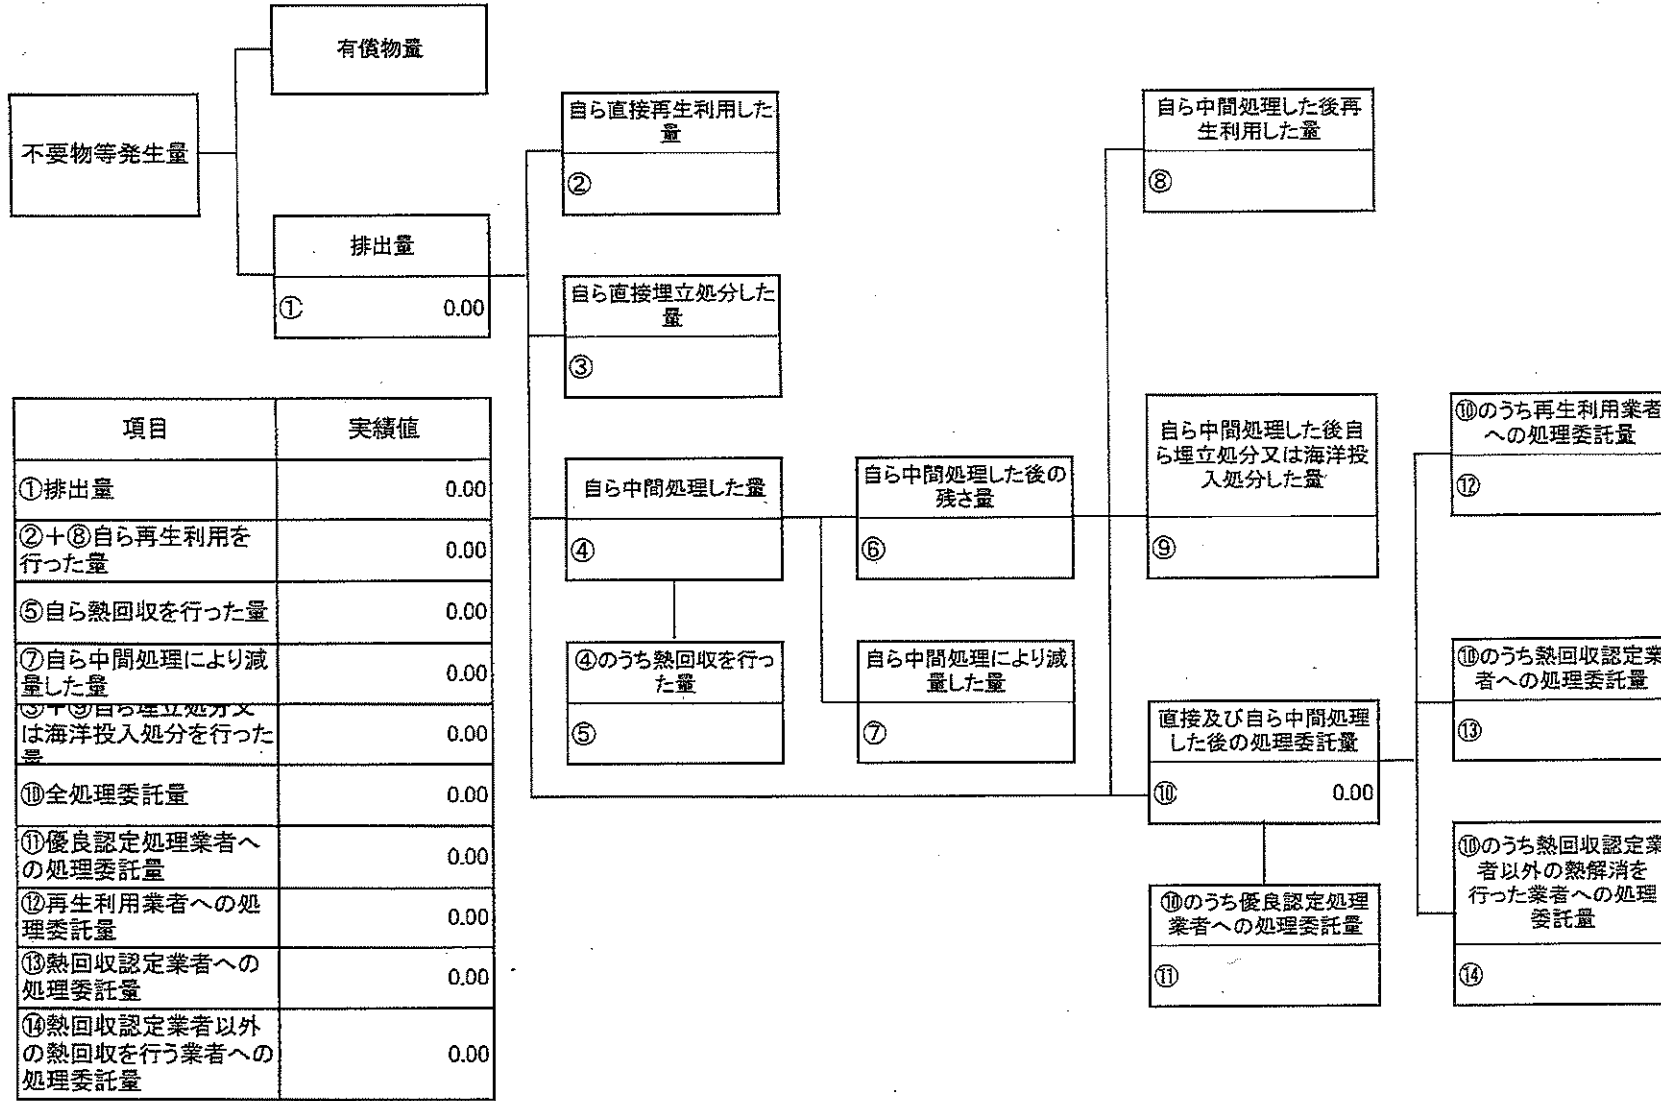 有償物量
不要物等発生量
排出量
① 0.00
自ら直接再生利用した
量
②
自ら直接埋立処分した
量
③
自ら中間処理した量
④
④のうち熱回収を行っ
た量
⑤
自ら中間処理した後の
残さ量
⑥
自ら中間処理により減
量した量
⑦
自ら中間処理した後再
生利用した量
⑧
自ら中間処理した後自
ら埋立処分又は海洋投
入処分した量
⑨
直接及び自ら中間処理
した後の処理委託量
⑩ 0.00
⑩のうち優良認定処理
業者への処理委託量
⑪
⑩のうち再生利用業者
への処理委託量
⑫
⑩のうち熱回収認定業
者への処理委託量
⑬
⑩のうち熱回収認定業
者以外の熱解消を
行った業者への処理
委託量
⑭
項目 実績値
①排出量 0.00
②+⑧自ら再生利用を
行った量 0.00
⑤自ら熱回収を行った量 0.00
⑦自ら中間処理により減
量した量 0.00
③+⑨自ら埋立処分又
は海洋投入処分を行った
量 0.00
⑩全処理委託量 0.00
⑪優良認定処理業者へ
の処理委託量 0.00
⑫再生利用業者への処
理委託量 0.00
⑬熱回収認定業者への
処理委託量 0.00
⑭熱回収認定業者以外
の熱回収を行う業者への
処理委託量 0.00